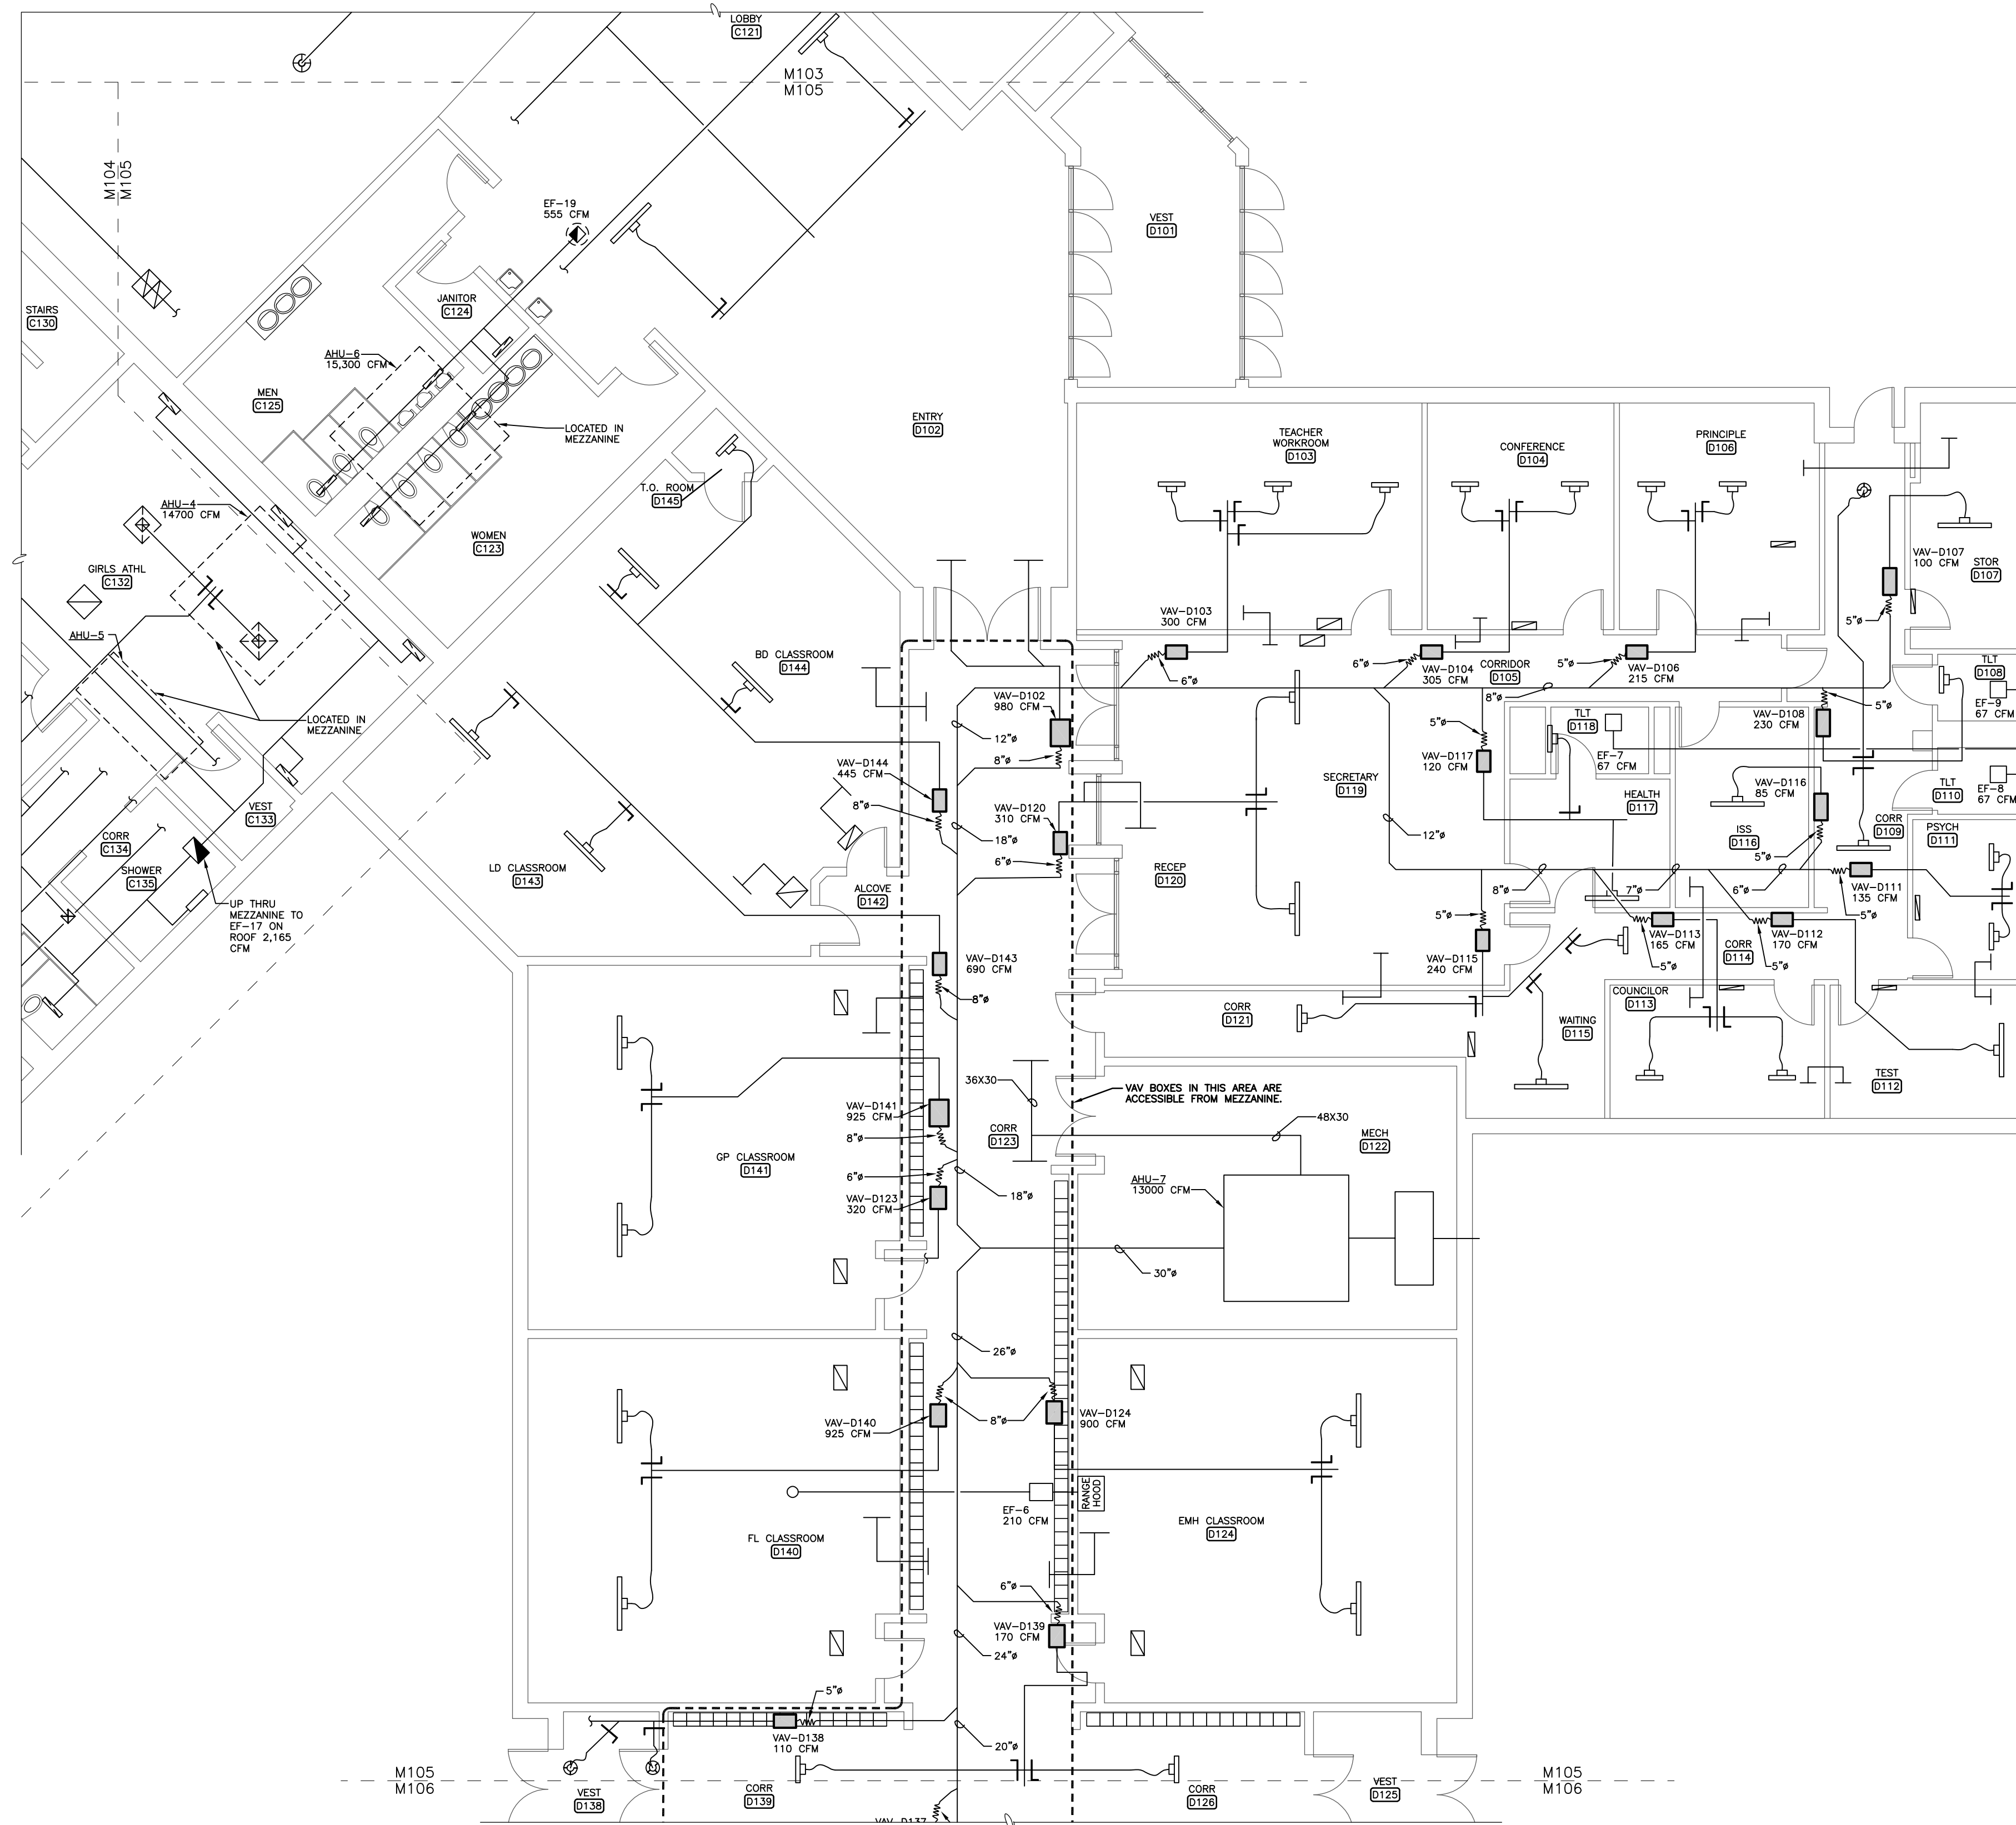 LOBBY
C121
M103
M105
M104
M105
EF-19
555 CFM
VEST
D101
STAIRS
C130
JANITOR
C124
AHU-6
15,300 CFM
MEN
C125
LOCATED IN
MEZZANINE
ENTRY
D102
TEACHER
WORKROOM
D103
CONFERENCE
D104
PRINCIPLE
D106
T.O. ROOM
D145
AHU-4
14700 CFM
WOMEN
C123
GIRLS ATHL
C132
AHU-5
LOCATED IN
MEZZANINE
BD CLASSROOM
D144
VAV-D103
300 CFM
6"ø
6"ø
VAV-D104
305 CFM
CORRIDOR
D105
5"ø
VAV-D106
215 CFM
8"ø
VAV-D107
100 CFM
STOR
D107
5"ø
TLT
D108
EF-9
67 CFM
VAV-D102
980 CFM
12"ø
8"ø
VAV-D144
445 CFM
8"ø
VAV-D120
310 CFM
18"ø
6"ø
SECRETARY
D119
5"ø
VAV-D117
120 CFM
TLT
D118
EF-7
67 CFM
HEALTH
D117
VAV-D108
230 CFM
5"ø
VAV-D116
85 CFM
ISS
D116
5"ø
CORR
D109
TLT
D110
EF-8
67 CFM
PSYCH
D111
12"ø
VEST
C133
CORR
C134
SHOWER
C135
UP THRU
MEZZANINE TO
EF-17 ON
ROOF 2,165
CFM
LD CLASSROOM
D143
ALCOVE
D142
RECEP
D120
8"ø
7"ø
6"ø
VAV-D111
135 CFM
5"ø
5"ø
VAV-D115
240 CFM
VAV-D113
165 CFM
5"ø
CORR
D114
VAV-D112
170 CFM
5"ø
VAV-D143
690 CFM
8"ø
CORR
D121
WAITING
D115
COUNCILOR
D113
TEST
D112
36X30
VAV BOXES IN THIS AREA ARE
ACCESSIBLE FROM MEZZANINE.
48X30
VAV-D141
925 CFM
8"ø
CORR
D123
MECH
D122
GP CLASSROOM
D141
6"ø
VAV-D123
320 CFM
18"ø
AHU-7
13000 CFM
30"ø
26"ø
VAV-D140
925 CFM
8"ø
VAV-D124
900 CFM
RANGE
HOOD
EF-6
210 CFM
FL CLASSROOM
D140
EMH CLASSROOM
D124
6"ø
VAV-D139
170 CFM
24"ø
5"ø
VAV-D138
110 CFM
20"ø
M105
M106
VEST
D138
CORR
D139
CORR
D126
VEST
D125
M105
M106
VAV-D137